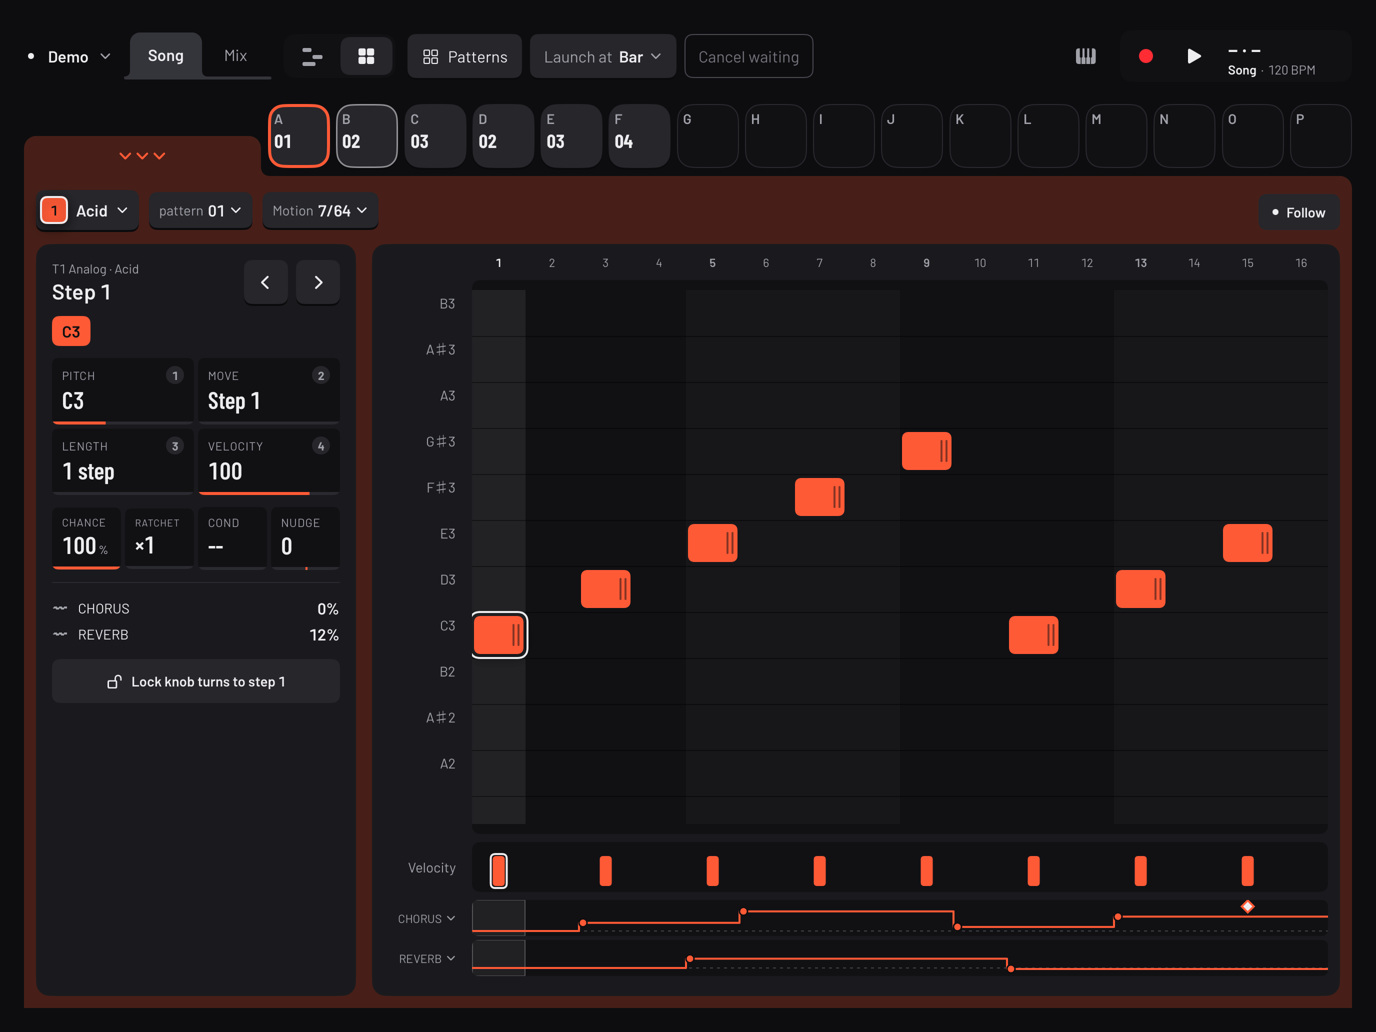 Demo Song Mix Patterns Launch at Bar Cancel waiting
Song · 120 BPM
A B C D E F G H I J K L M N O P
01 02 03 02 03 04
1 Acid pattern 01 Motion 7/64 Follow
T1 Analog · Acid
Step 1
C3
PITCH 1 MOVE 2
C3 Step 1
LENGTH 3 VELOCITY 4
1 step 100
CHANCE RATCHET COND NUDGE
100% ×1 -- 0
CHORUS 0%
REVERB 12%
Lock knob turns to step 1
1 2 3 4 5 6 7 8 9 10 11 12 13 14 15 16
B3
A♯3
A3
G♯3
F♯3
E3
D3
C3
B2
A♯2
A2
Velocity
CHORUS
REVERB